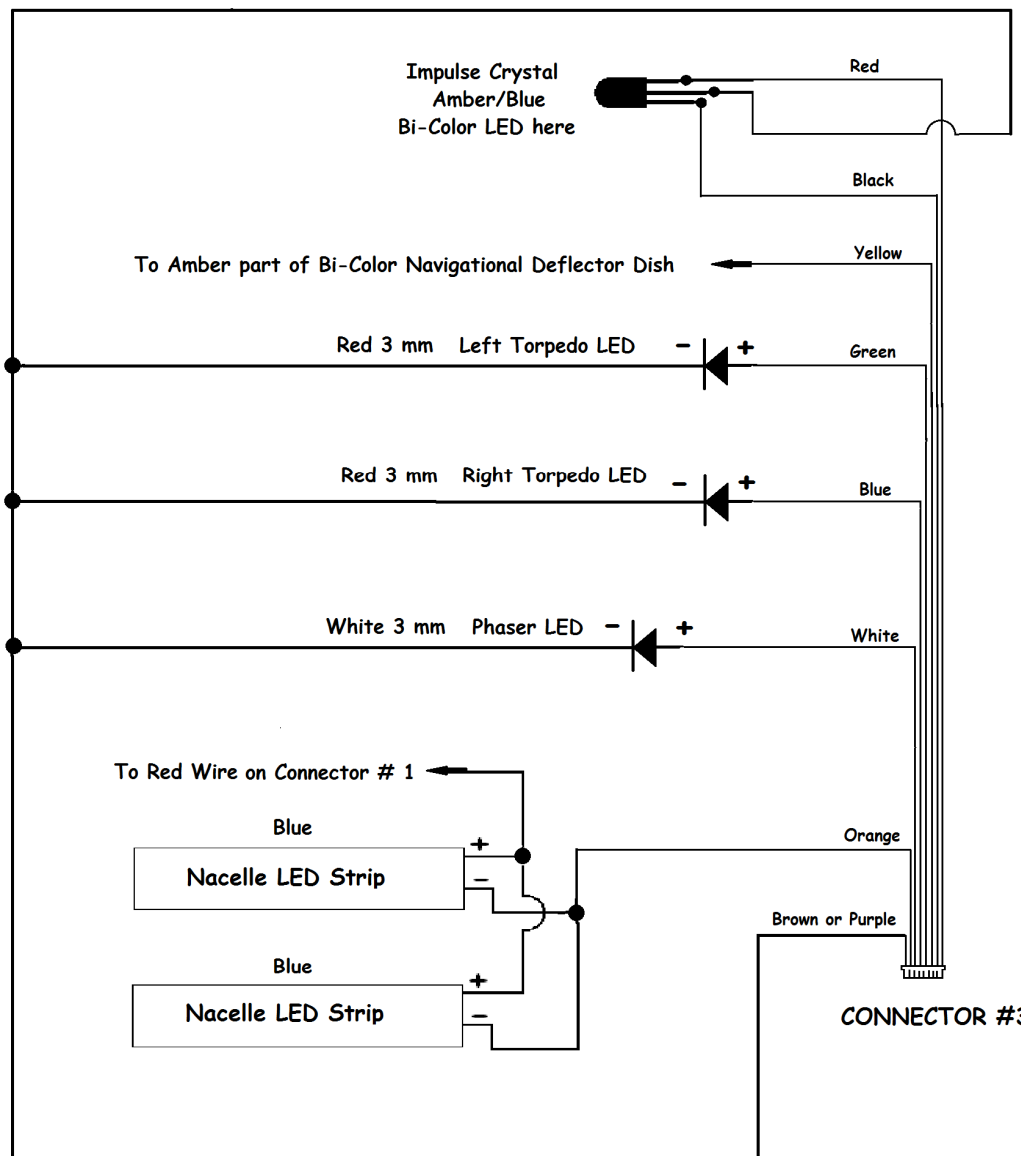 Impulse Crystal
Amber/Blue
Bi-Color LED here
Red
Black
Yellow
To Amber part of Bi-Color Navigational Deflector Dish
Red 3 mm Left Torpedo LED - +
Green
Red 3 mm Right Torpedo LED - +
Blue
White 3 mm Phaser LED - +
White
To Red Wire on Connector # 1
Blue
+
Nacelle LED Strip
-
Orange
Brown or Purple
Blue
+
Nacelle LED Strip
-
CONNECTOR #3